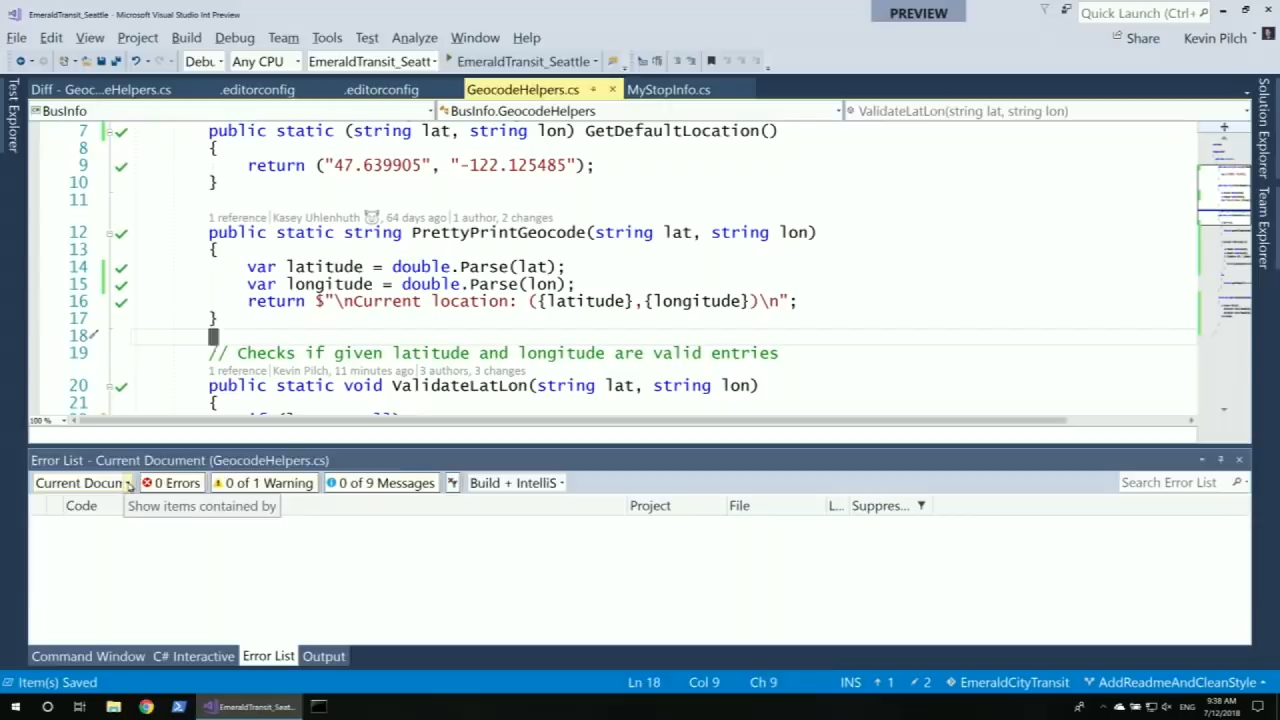 EmeraldTransit_Seattle - Microsoft Visual Studio Int Preview
PREVIEW
Quick Launch (Ctrl+
File Edit View Project Build Debug Team Tools Test Analyze Window Help
Share
Kevin Pilch
Debu
Any CPU
EmeraldTransit_Seatt
EmeraldTransit_Seattle
Test Explorer
Diff - Geoc...eHelpers.cs
.editorconfig
.editorconfig
GeocodeHelpers.cs
MyStopInfo.cs
BusInfo
BusInfo.GeocodeHelpers
ValidateLatLon(string lat, string lon)
7 public static (string lat, string lon) GetDefaultLocation()
8 {
9 return ("47.639905", "-122.125485");
10 }
11
1 reference | Kasey Uhlenhuth, 64 days ago | 1 author, 2 changes
12 public static string PrettyPrintGeocode(string lat, string lon)
13 {
14 var latitude = double.Parse(lat);
15 var longitude = double.Parse(lon);
16 return $"\nCurrent location: ({latitude},{longitude})\n";
17 }
18
19 // Checks if given latitude and longitude are valid entries
1 reference | Kevin Pilch, 11 minutes ago | 3 authors, 3 changes
20 public static void ValidateLatLon(string lat, string lon)
21 {
100 %
Solution Explorer
Team Explorer
Error List - Current Document (GeocodeHelpers.cs)
Current Docum
0 Errors
0 of 1 Warning
0 of 9 Messages
Build + IntelliS
Search Error List
Code
Show items contained by
Project
File
L...
Suppres...
Command Window
C# Interactive
Error List
Output
Item(s) Saved
Ln 18
Col 9
Ch 9
INS
1
2
EmeraldCityTransit
AddReadmeAndCleanStyle
EmeraldTransit_Seat...
ENG
9:38 AM
7/12/2018